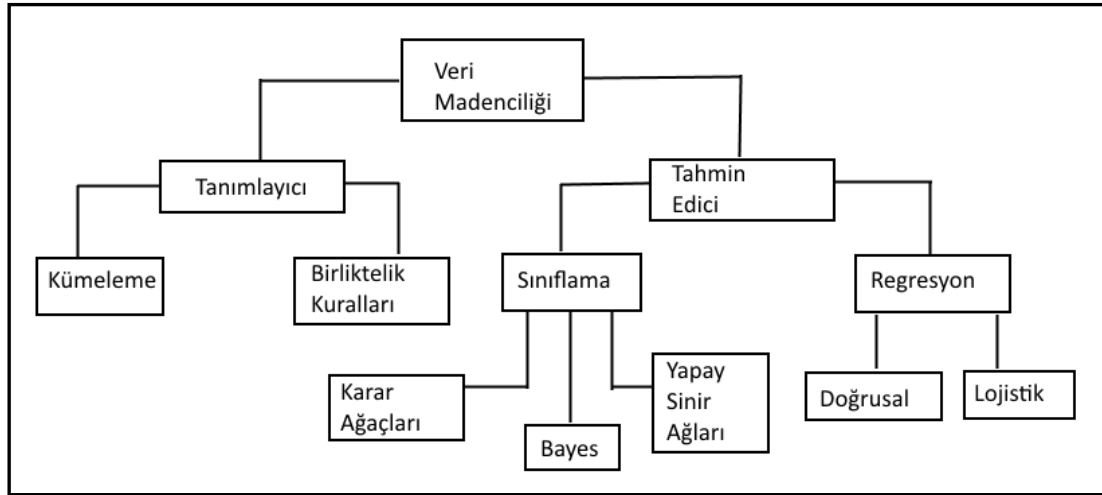 Veri
Madenciliği
Tanımlayıcı
Tahmin
Edici
Kümeleme
Birliktelik
Kuralları
Sınıflama
Regresyon
Karar
Ağaçları
Bayes
Yapay
Sinir
Ağları
Doğrusal
Lojistik